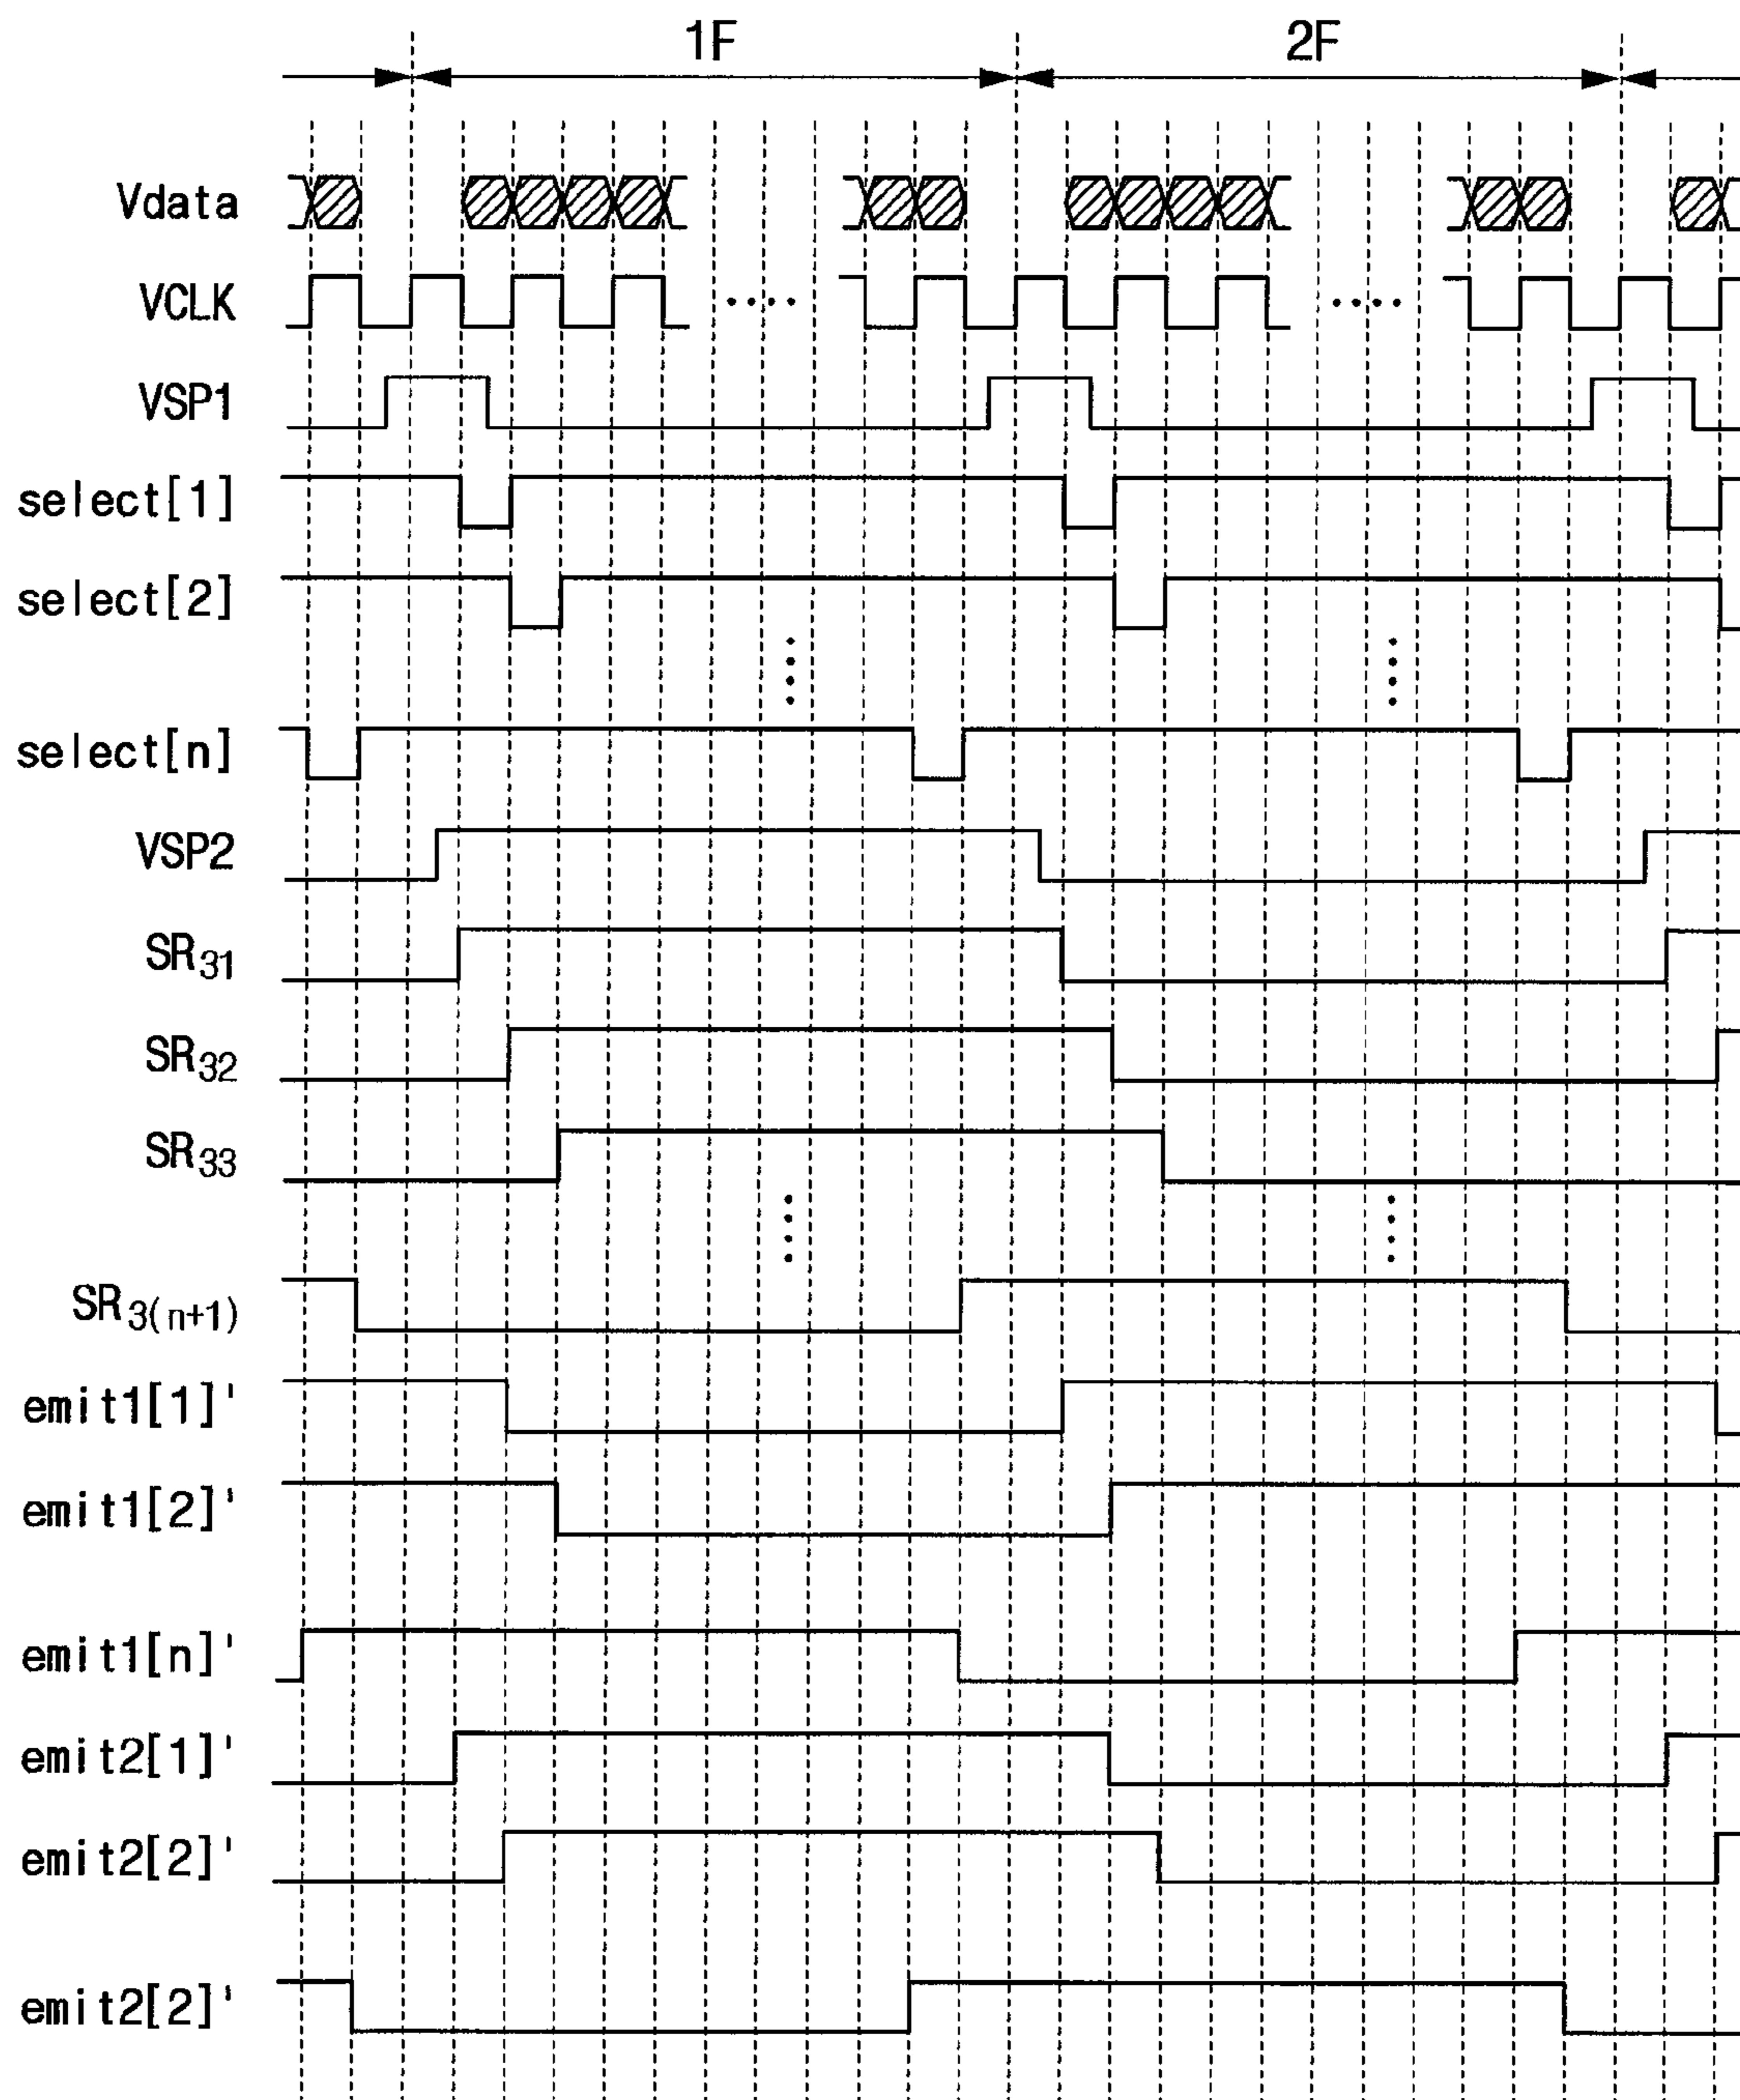 1F 2F
Vdata
VCLK
VSP1
select[1]
select[2]
select[n]
VSP2
SR31
SR32
SR33
SR3(n+1)
emit1[1]'
emit1[2]'
emit1[n]'
emit2[1]'
emit2[2]'
emit2[2]'